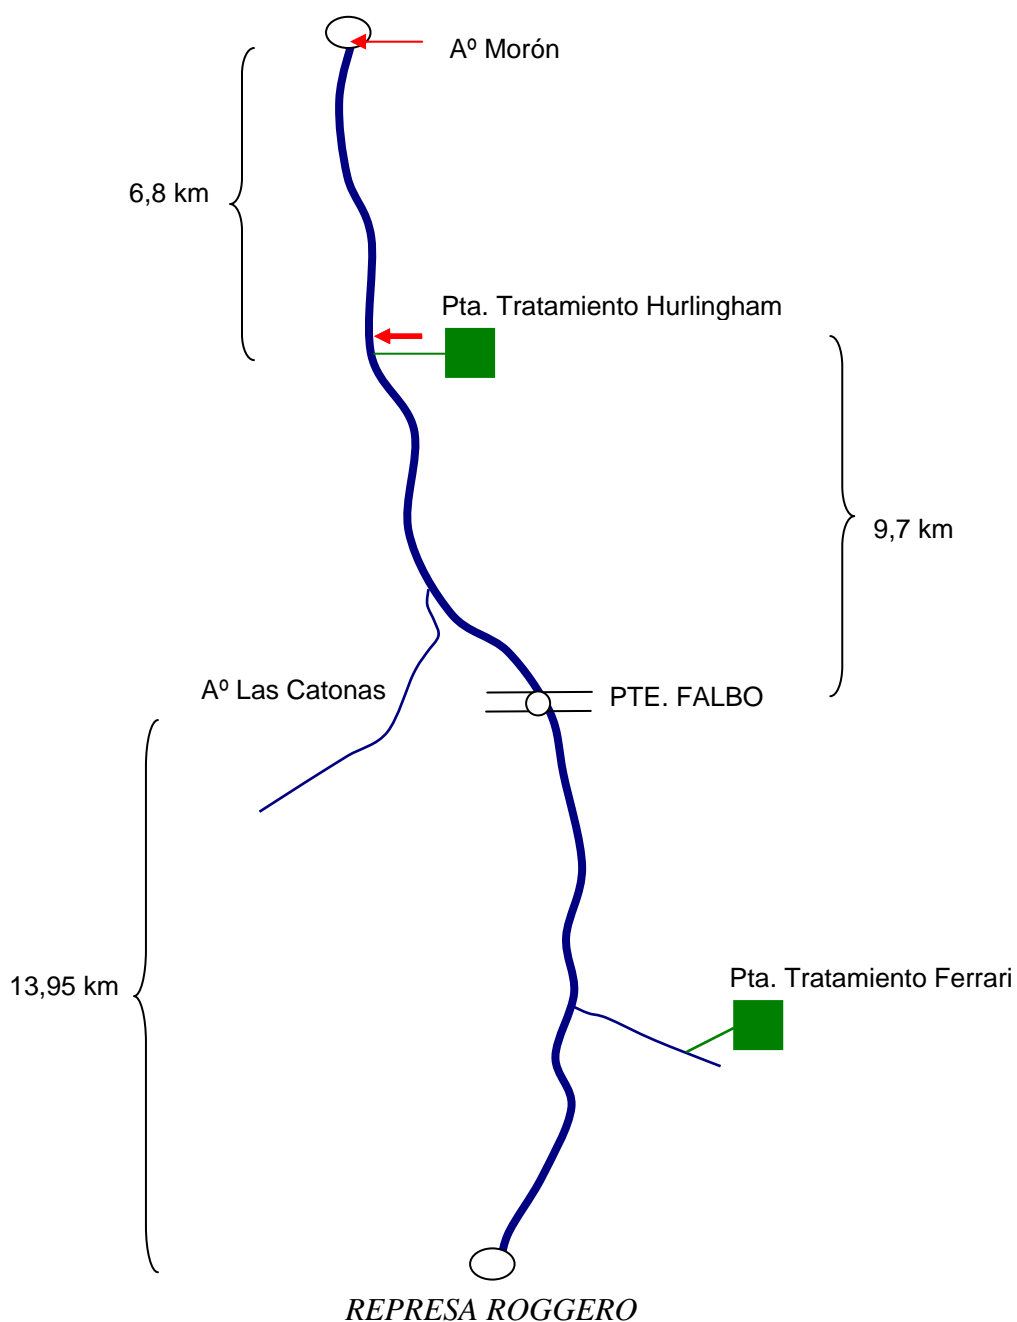 Aº Morón
6,8 km
Pta. Tratamiento Hurlingham
9,7 km
Aº Las Catonas
PTE. FALBO
13,95 km
Pta. Tratamiento Ferrari
REPRESA ROGGERO